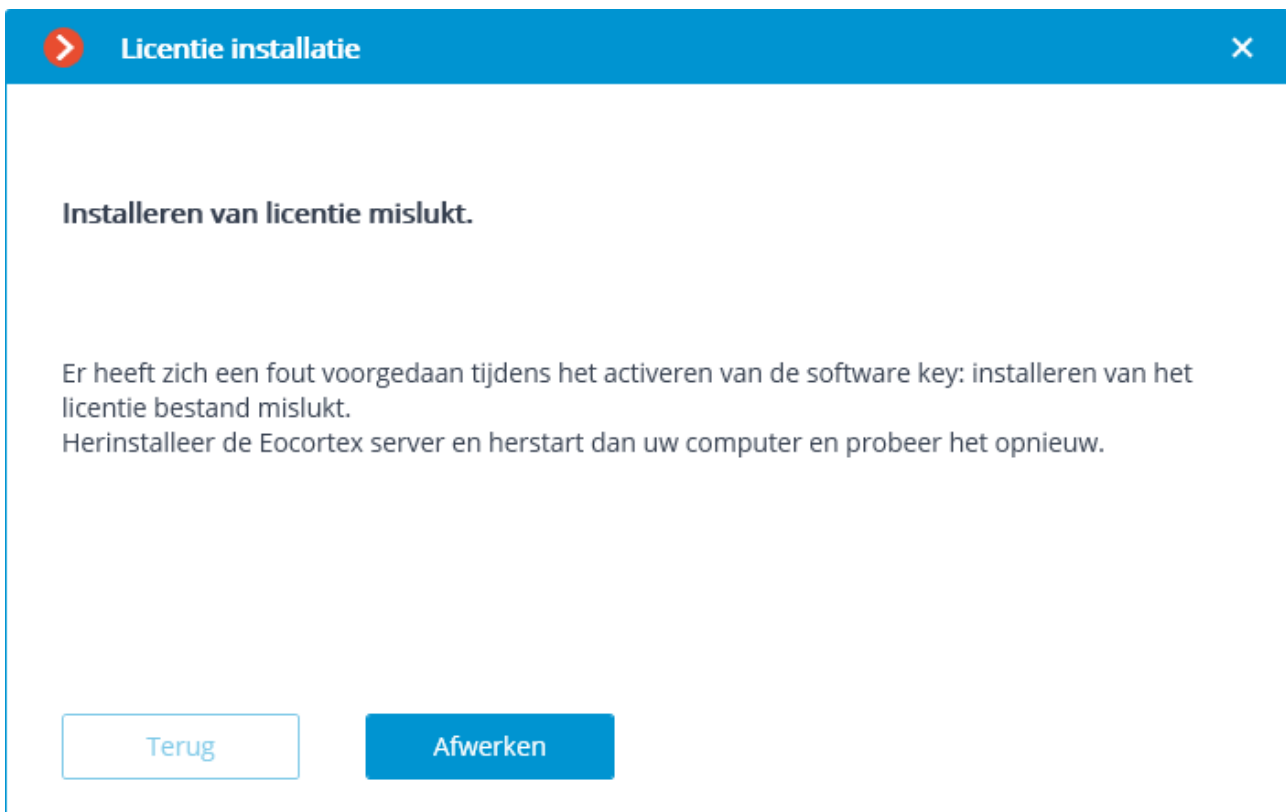 Licentie installatie
Installeren van licentie mislukt.
Er heeft zich een fout voorgedaan tijdens het activeren van de software key: installeren van het
licentie bestand mislukt.
Herinstalleer de Eocortex server en herstart dan uw computer en probeer het opnieuw.
Terug
Afwerken